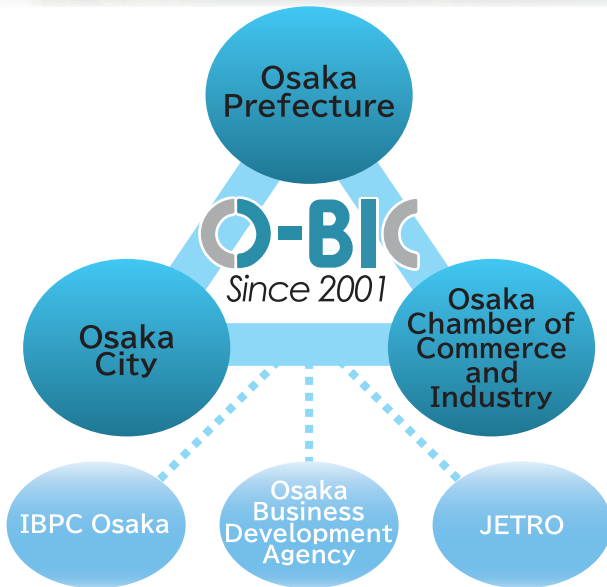 Osaka
Prefecture
O-BIC
Since 2001
Osaka
City
Osaka
Chamber of
Commerce
and
Industry
IBPC Osaka
Osaka
Business
Development
Agency
JETRO